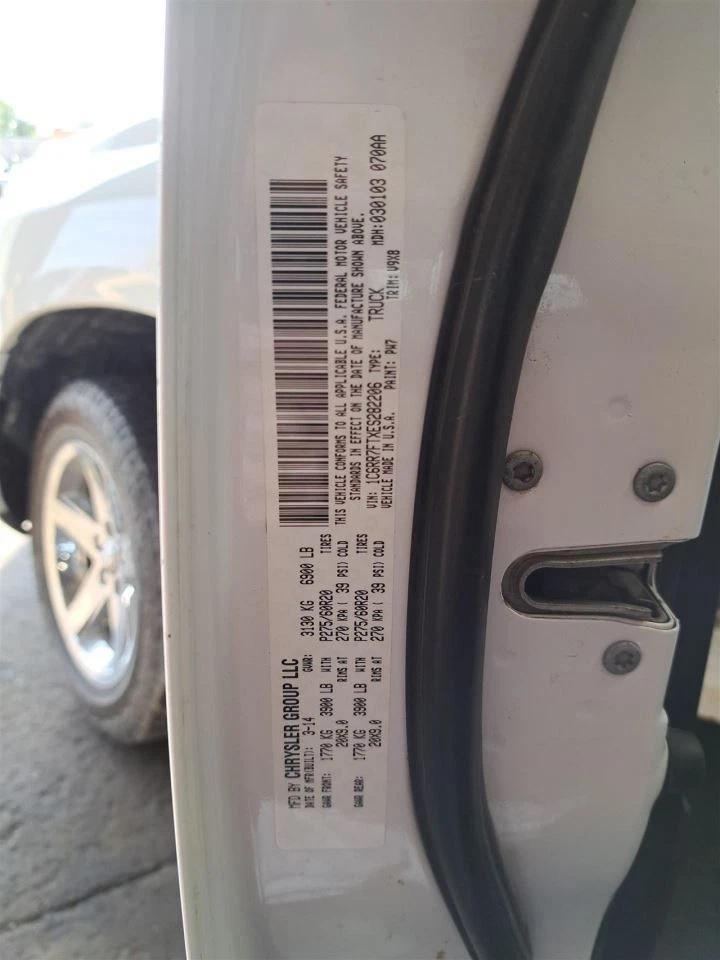 MFD BY CHRYSLER GROUP LLC
DATE OF MFR(BUILT): 3-14 GVWR: 3130 KG 6900 LB
GAWR FRONT: 1770 KG 3900 LB WITH P275/60R20 TIRES
20X9.0 RIMS AT 270 KPA ( 39 PSI) COLD
GAWR REAR: 1770 KG 3900 LB WITH P275/60R20 TIRES
20X9.0 RIMS AT 270 KPA ( 39 PSI) COLD
THIS VEHICLE CONFORMS TO ALL APPLICABLE U.S.A. FEDERAL MOTOR VEHICLE SAFETY
STANDARDS IN EFFECT ON THE DATE OF MANUFACTURE SHOWN ABOVE.
VIN: 1C6RR7FTXES282206 TYPE: TRUCK MDH:030103 070AA
VEHICLE MADE IN U.S.A. PAINT: PW7 TRIM: V9X8